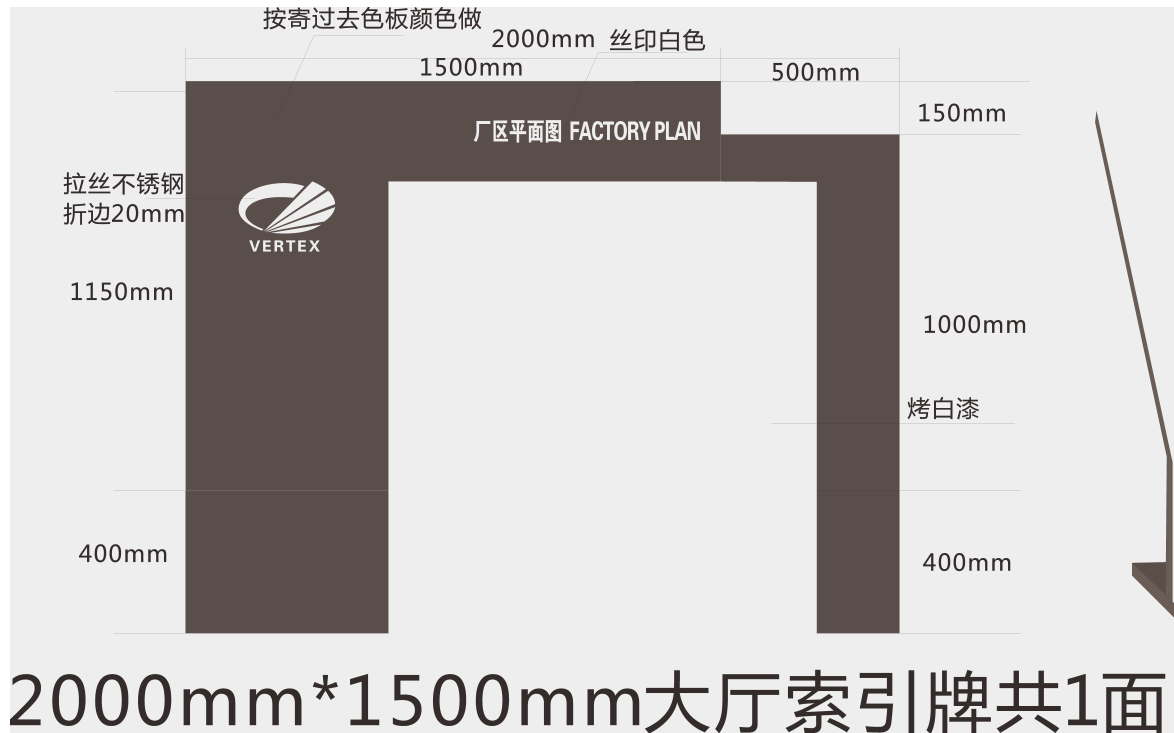 按寄过去色板颜色做
2000mm 丝印白色
1500mm
500mm
150mm
厂区平面图 FACTORY PLAN
拉丝不锈钢
折边20mm
VERTEX
1150mm
1000mm
烤白漆
400mm
400mm
2000mm*1500mm大厅索引牌共1面